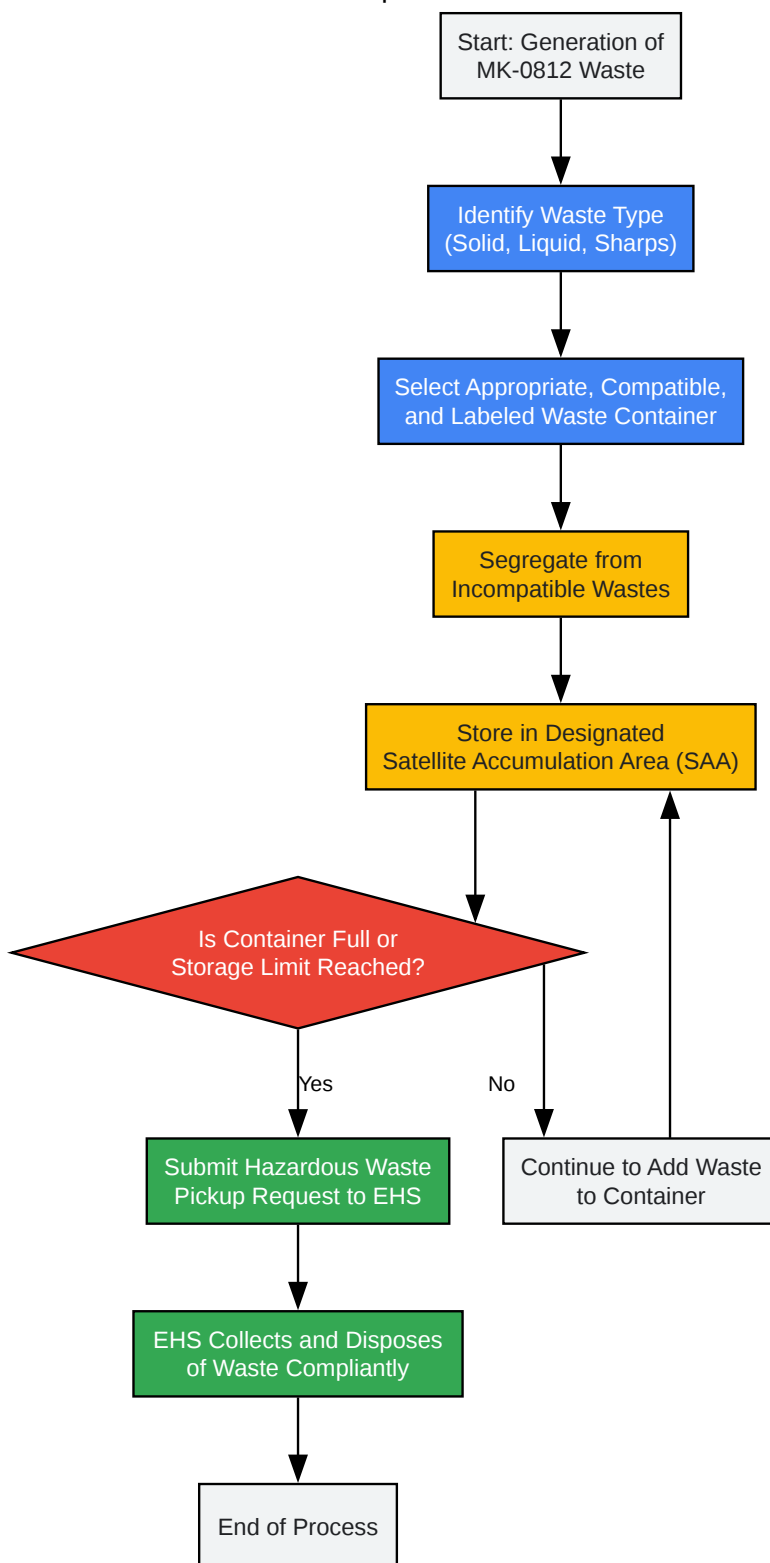 Start: Generation of
MK-0812 Waste
Identify Waste Type
(Solid, Liquid, Sharps)
Select Appropriate, Compatible,
and Labeled Waste Container
Segregate from
Incompatible Wastes
Store in Designated
Satellite Accumulation Area (SAA)
Is Container Full or
Storage Limit Reached?
Yes
No
Submit Hazardous Waste
Pickup Request to EHS
Continue to Add Waste
to Container
EHS Collects and Disposes
of Waste Compliantly
End of Process